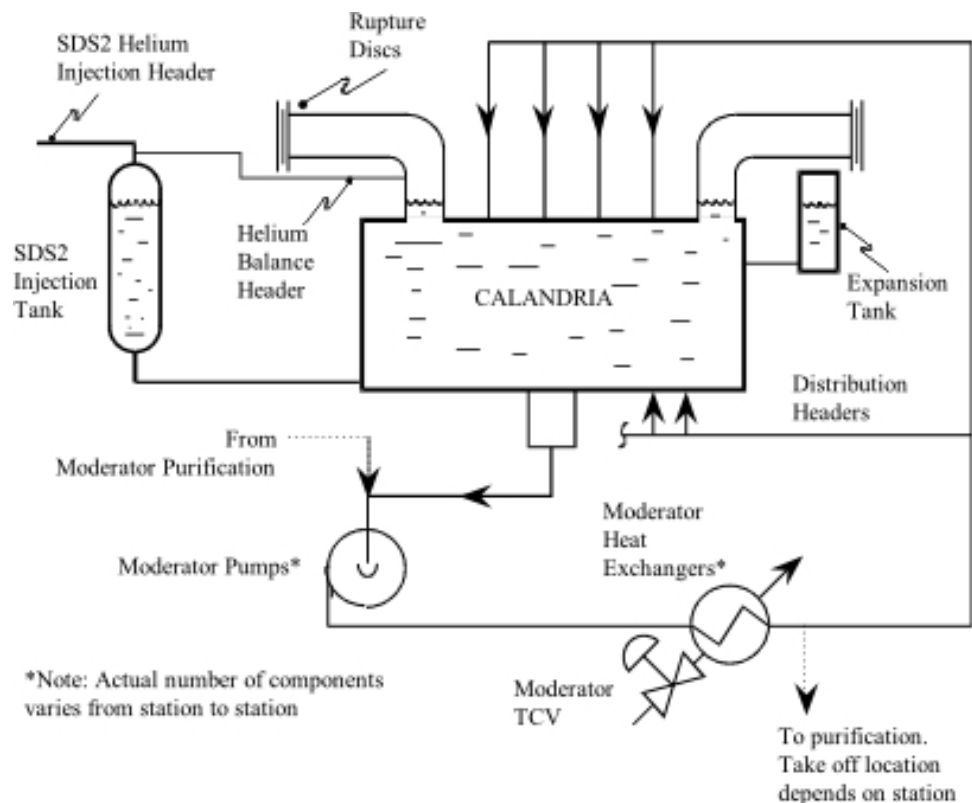 Rupture
Discs
SDS2 Helium
Injection Header
SDS2
Injection
Tank
Helium
Balance
Header
CALANDRIA
Expansion
Tank
Distribution
Headers
From
Moderator Purification
Moderator
Heat
Exchangers*
Moderator Pumps*
*Note: Actual number of components
varies from station to station
Moderator
TCV
To purification.
Take off location
depends on station